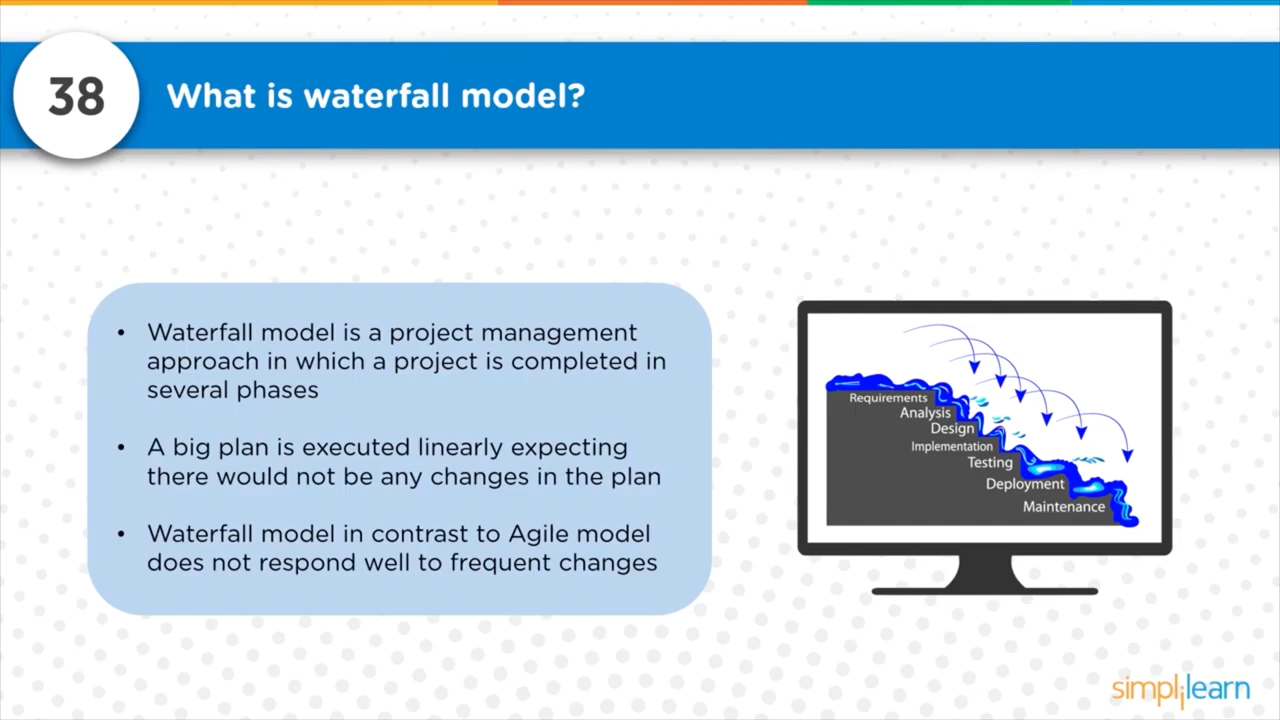 38
What is waterfall model?
• Waterfall model is a project management
approach in which a project is completed in
several phases
• A big plan is executed linearly expecting
there would not be any changes in the plan
• Waterfall model in contrast to Agile model
does not respond well to frequent changes
Requirements
Analysis
Design
Implementation
Testing
Deployment
Maintenance
simplilearn